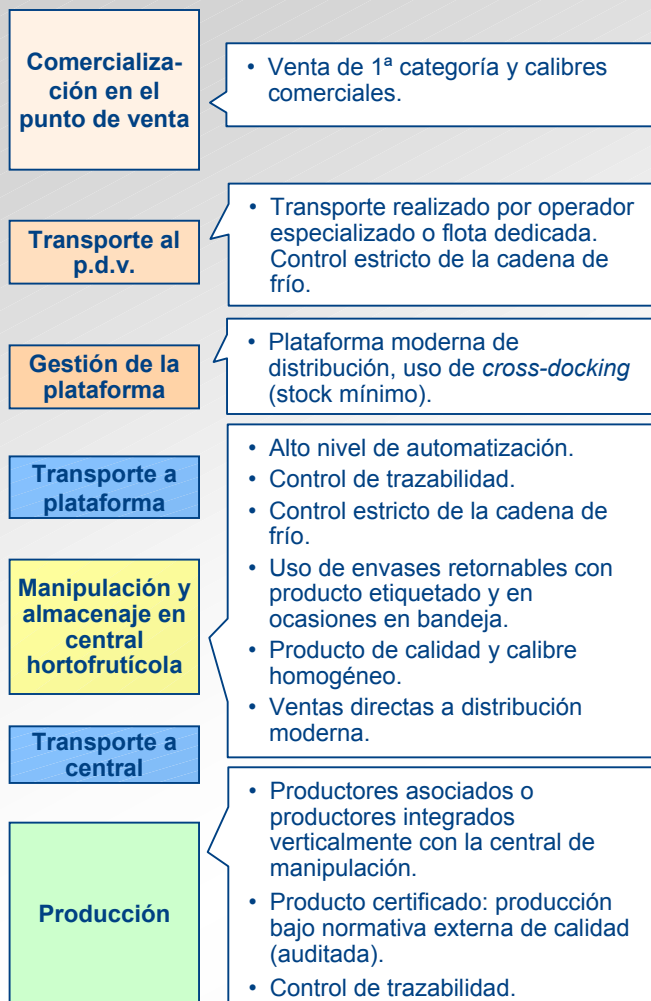 Comercializa-
ción en el
punto de venta
• Venta de 1ª categoría y calibres
comerciales.
Transporte al
p.d.v.
• Transporte realizado por operador
especializado o flota dedicada.
Control estricto de la cadena de
frío.
Gestión de la
plataforma
• Plataforma moderna de
distribución, uso de cross-docking
(stock mínimo).
Transporte a
plataforma
Manipulación y
almacenaje en
central
hortofrutícola
Transporte a
central
• Alto nivel de automatización.
• Control de trazabilidad.
• Control estricto de la cadena de
frío.
• Uso de envases retornables con
producto etiquetado y en
ocasiones en bandeja.
• Producto de calidad y calibre
homogéneo.
• Ventas directas a distribución
moderna.
Producción
• Productores asociados o
productores integrados
verticalmente con la central de
manipulación.
• Producto certificado: producción
bajo normativa externa de calidad
(auditada).
• Control de trazabilidad.